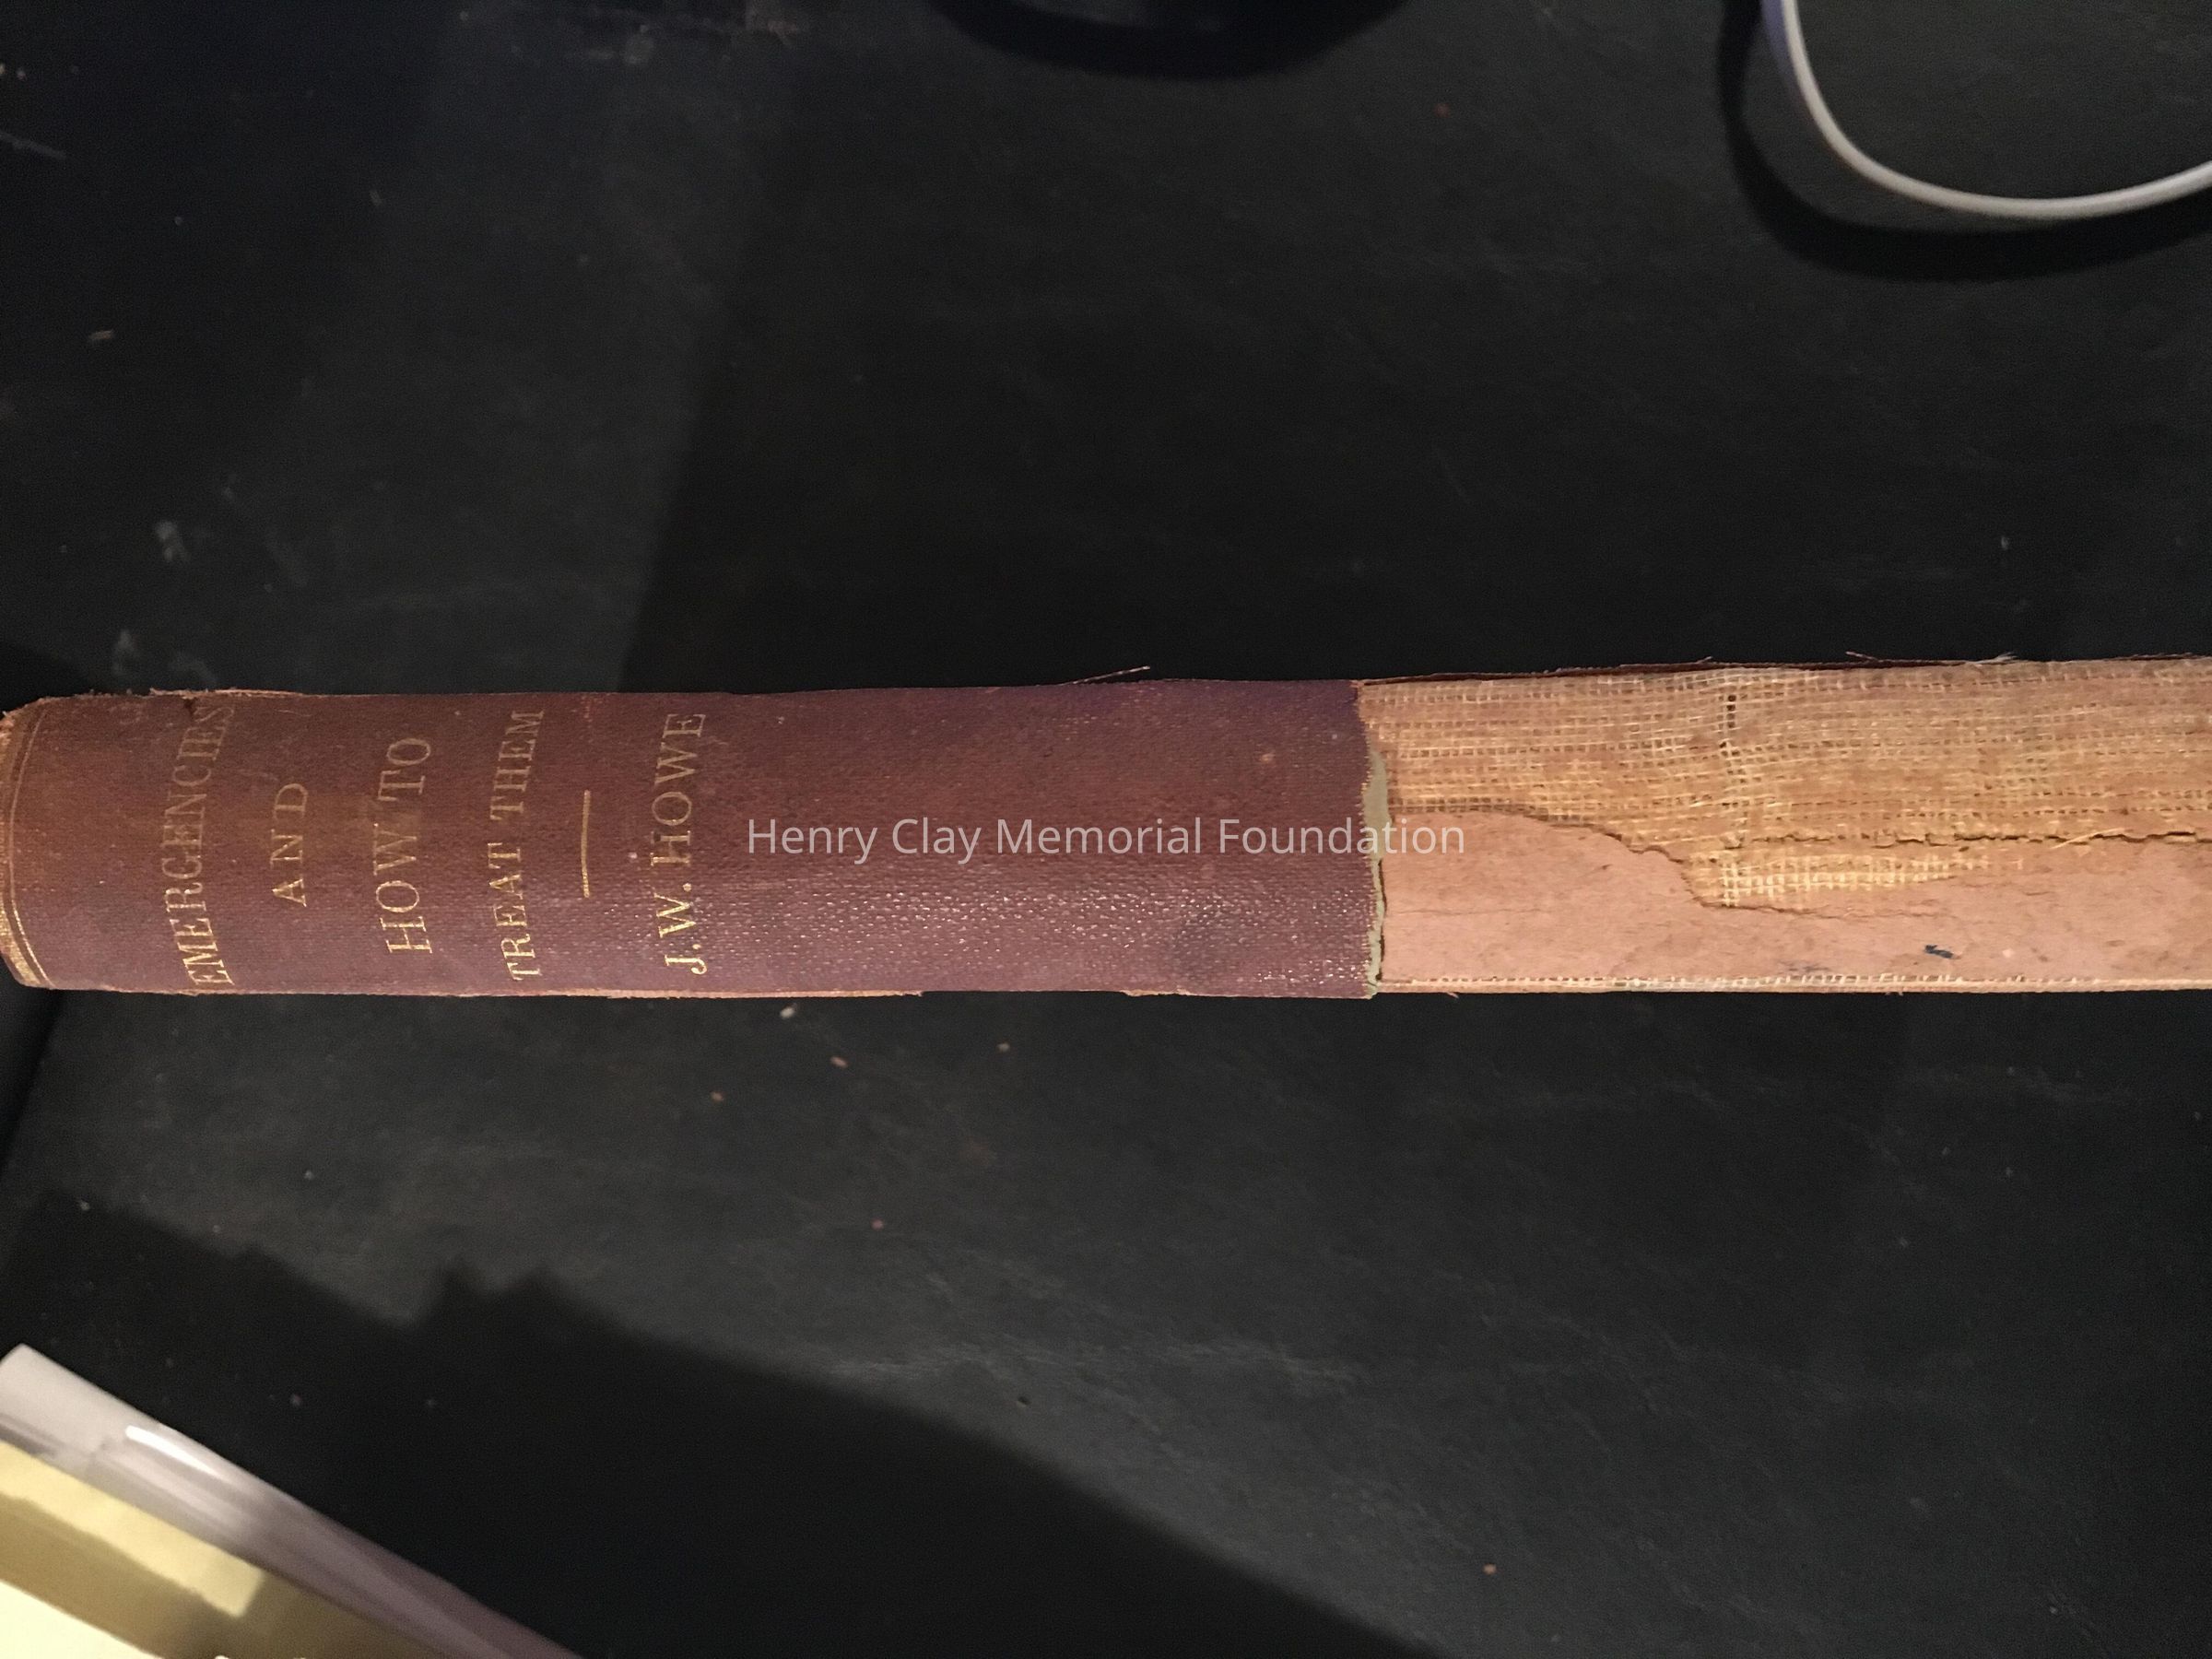 EMERGENCIES
AND
HOW TO
TREAT THEM
J.W. HOWE
Henry Clay Memorial Foundation